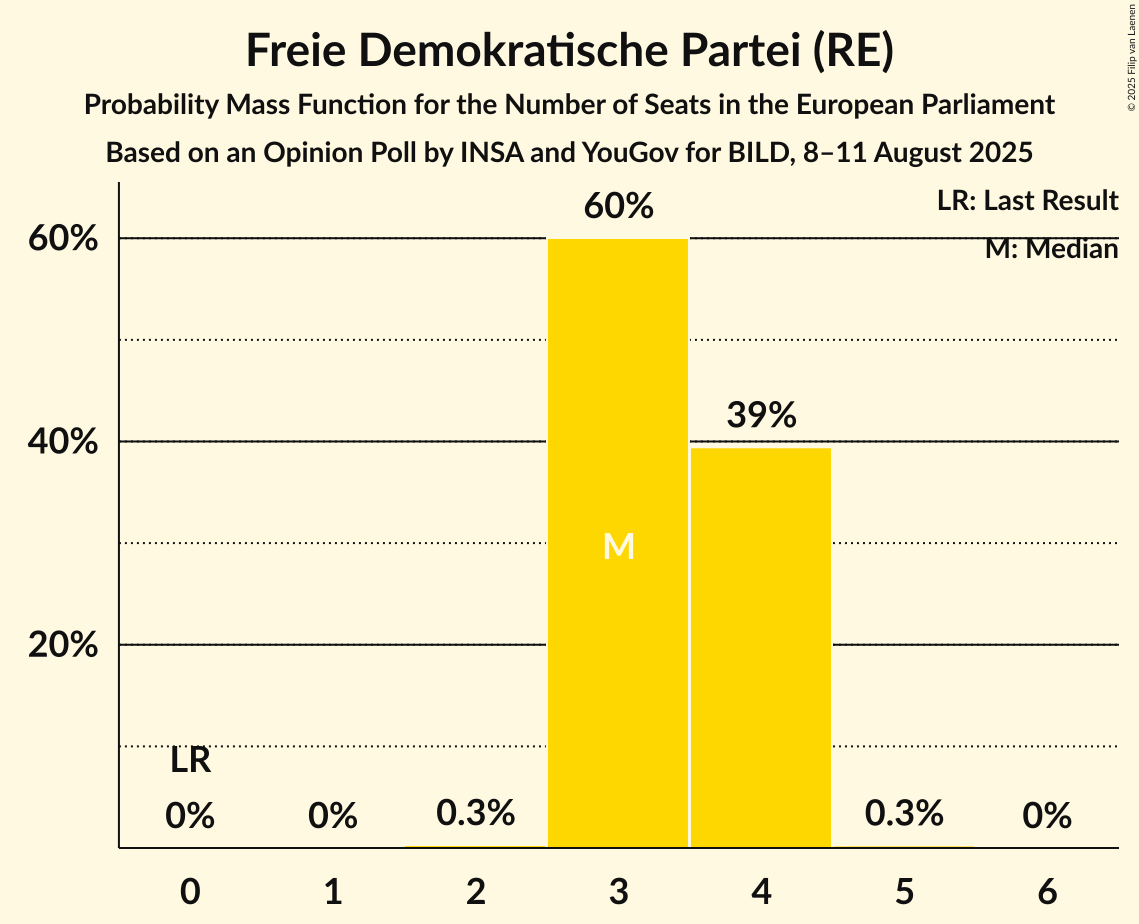 Freie Demokratische Partei (RE)
Probability Mass Function for the Number of Seats in the European Parliament
Based on an Opinion Poll by INSA and YouGov for BILD, 8–11 August 2025
© 2025 Filip van Laenen
LR: Last Result
M: Median
60%
40%
20%
LR
0%
0%
0.3%
60%
M
39%
0.3%
0%
0
1
2
3
4
5
6